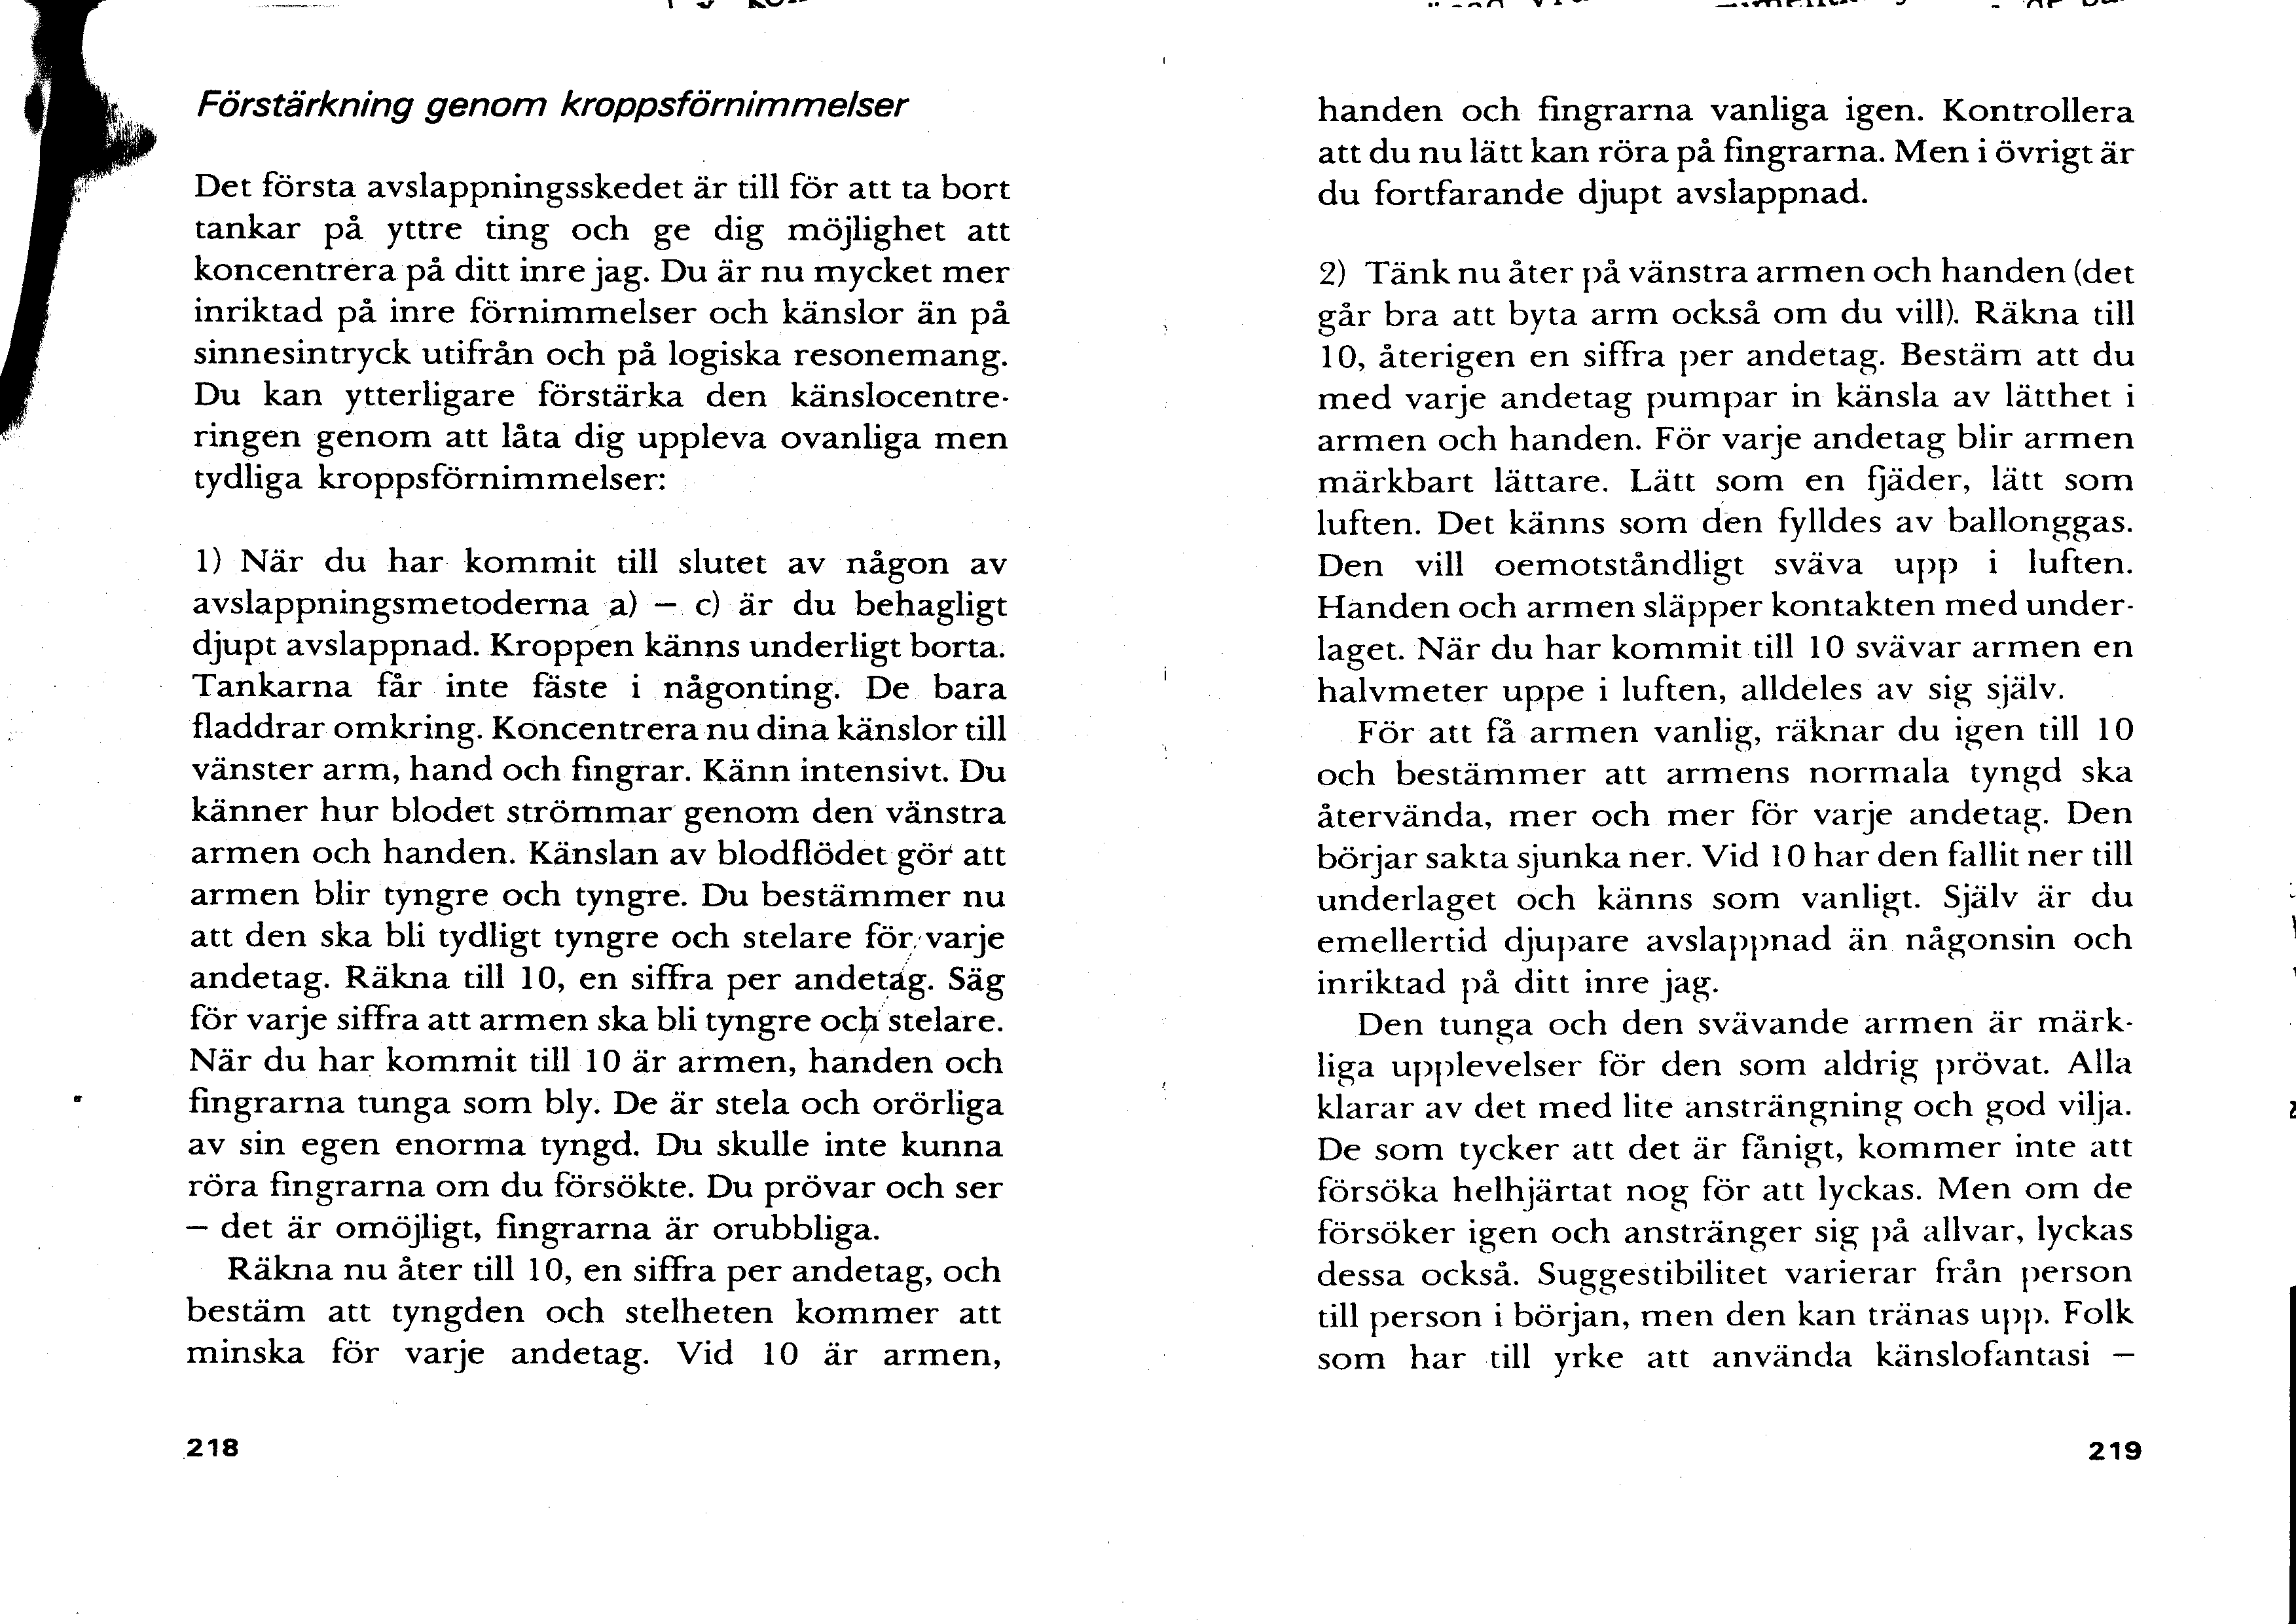 Förstärkning genom kroppsförnimmelser
Det första avslappningsskedet är till för att ta bort
tankar på yttre ting och ge dig möjlighet att
koncentrera på ditt inre jag. Du är nu mycket mer
inriktad på inre förnimmelser och känslor än på
sinnesintryck utifrån och på logiska resonemang.
Du kan ytterligare förstärka den känslocentre-
ringen genom att låta dig uppleva ovanliga men
tydliga kroppsförnimmelser:
1) När du har kommit till slutet av någon av
avslappningsmetoderna a) – c) är du behagligt
djupt avslappnad. Kroppen känns underligt borta.
Tankarna får inte fäste i någonting. De bara
fladdrar omkring. Koncentrera nu dina känslor till
vänster arm, hand och fingrar. Känn intensivt. Du
känner hur blodet strömmar genom den vänstra
armen och handen. Känslan av blodflödet gör att
armen blir tyngre och tyngre. Du bestämmer nu
att den ska bli tydligt tyngre och stelare för varje
andetag. Räkna till 10, en siffra per andetag. Säg
för varje siffra att armen ska bli tyngre och stelare.
När du har kommit till 10 är armen, handen och
fingrarna tunga som bly. De är stela och orörliga
av sin egen enorma tyngd. Du skulle inte kunna
röra fingrarna om du försökte. Du prövar och ser
– det är omöjligt, fingrarna är orubbliga.
Räkna nu åter till 10, en siffra per andetag, och
bestäm att tyngden och stelheten kommer att
minska för varje andetag. Vid 10 är armen,
218
handen och fingrarna vanliga igen. Kontrollera
att du nu lätt kan röra på fingrarna. Men i övrigt är
du fortfarande djupt avslappnad.
2) Tänk nu åter på vänstra armen och handen (det
går bra att byta arm också om du vill). Räkna till
10, återigen en siffra per andetag. Bestäm att du
med varje andetag pumpar in känsla av lätthet i
armen och handen. För varje andetag blir armen
märkbart lättare. Lätt som en fjäder, lätt som
luften. Det känns som den fylldes av ballonggas.
Den vill oemotståndligt sväva upp i luften.
Handen och armen släpper kontakten med under-
laget. När du har kommit till 10 svävar armen en
halvmeter uppe i luften, alldeles av sig själv.
För att få armen vanlig, räknar du igen till 10
och bestämmer att armens normala tyngd ska
återvända, mer och mer för varje andetag. Den
börjar sakta sjunka ner. Vid 10 har den fallit ner till
underlaget och känns som vanligt. Själv är du
emellertid djupare avslappnad än någonsin och
inriktad på ditt inre jag.
Den tunga och den svävande armen är märk-
liga upplevelser för den som aldrig prövat. Alla
klarar av det med lite ansträngning och god vilja.
De som tycker att det är fånigt, kommer inte att
försöka helhjärtat nog för att lyckas. Men om de
försöker igen och anstränger sig på allvar, lyckas
dessa också. Suggestibilitet varierar från person
till person i början, men den kan tränas upp. Folk
som har till yrke att använda känslofantasi –
219